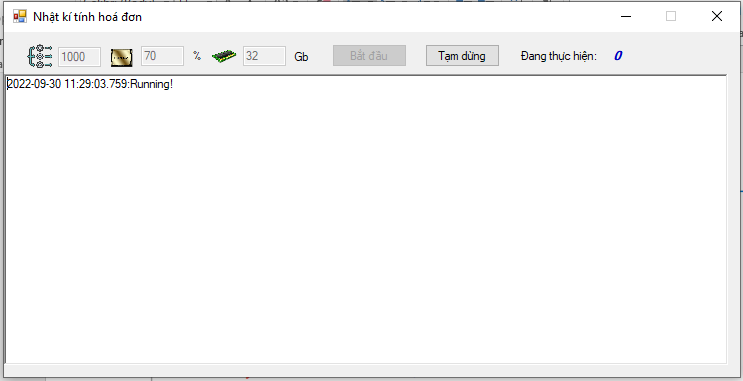 Nhật kí tính hoá đơn
1000 70 % 32 Gb Bắt đầu Tạm dừng Đang thực hiện: 0
2022-09-30 11:29:03.759:Running!